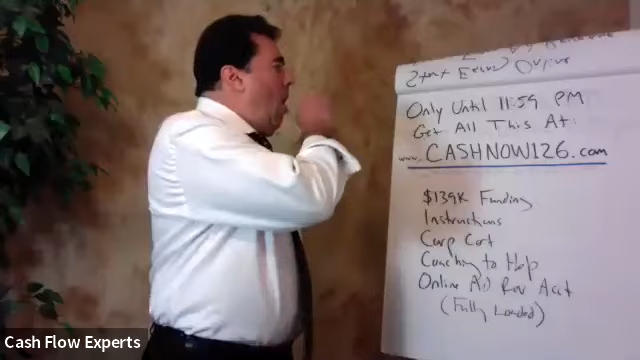 Only Until 11:59 PM
Get All This At:
www.CASHNOW126.com
$139K Funding
Instructions
Corp Cert
Coaching to Help
Online Ad Rev Acct
(Fully Loaded)
Cash Flow Experts